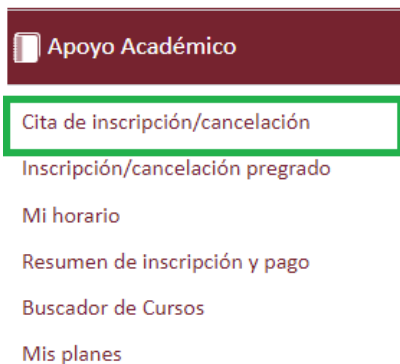 Apoyo Académico
Cita de inscripción/cancelación
Inscripción/cancelación pregrado
Mi horario
Resumen de inscripción y pago
Buscador de Cursos
Mis planes